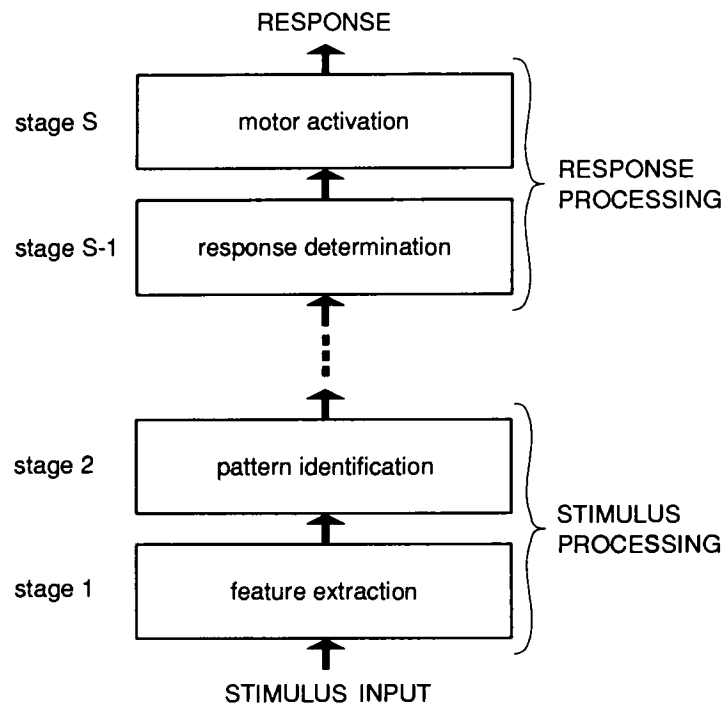 RESPONSE
stage S
motor activation
RESPONSE
PROCESSING
stage S-1
response determination
stage 2
pattern identification
STIMULUS
PROCESSING
stage 1
feature extraction
STIMULUS INPUT